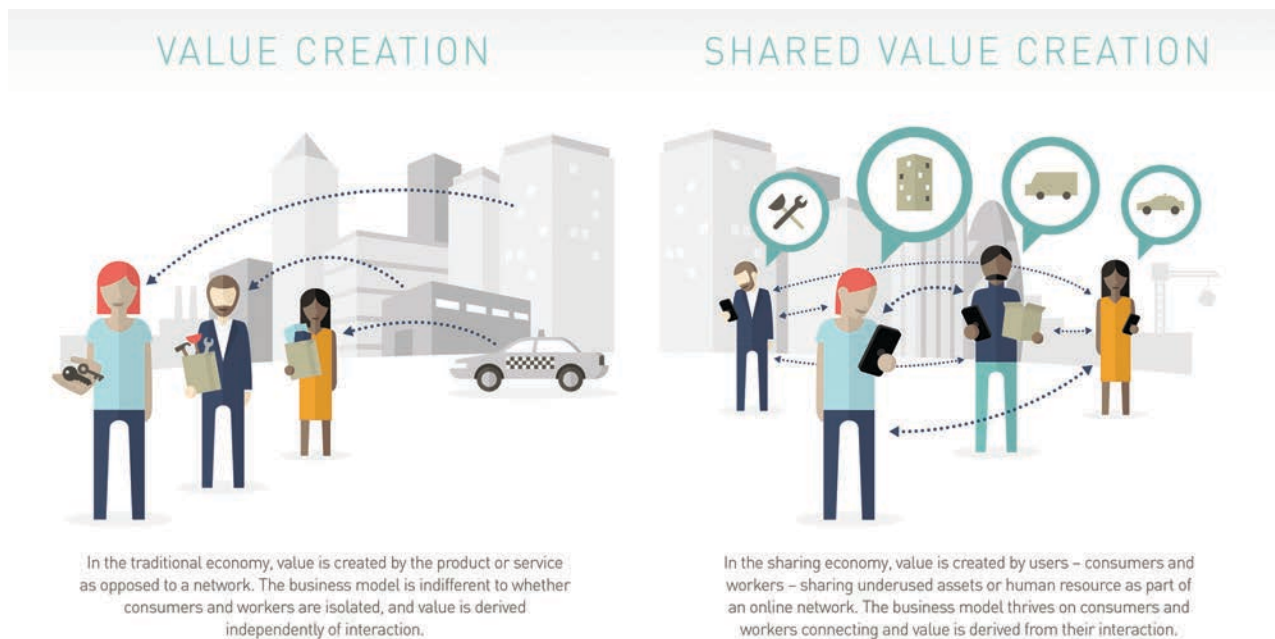 VALUE CREATION
In the traditional economy, value is created by the product or service
as opposed to a network. The business model is indifferent to whether
consumers and workers are isolated, and value is derived
independently of interaction.
SHARED VALUE CREATION
In the sharing economy, value is created by users – consumers and
workers – sharing underused assets or human resource as part of
an online network. The business model thrives on consumers and
workers connecting and value is derived from their interaction.